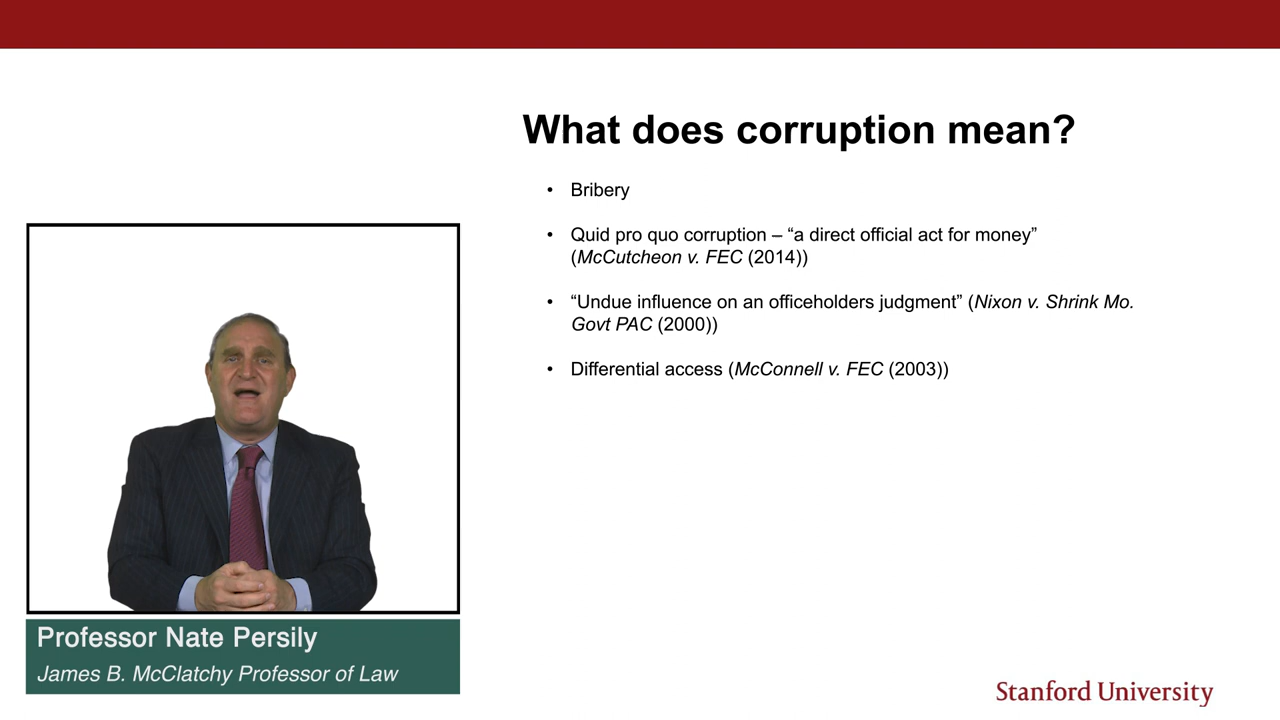 What does corruption mean?
• Bribery
• Quid pro quo corruption – “a direct official act for money”
(McCutcheon v. FEC (2014))
• “Undue influence on an officeholders judgment” (Nixon v. Shrink Mo.
Govt PAC (2000))
• Differential access (McConnell v. FEC (2003))
Professor Nate Persily
James B. McClatchy Professor of Law
Stanford University